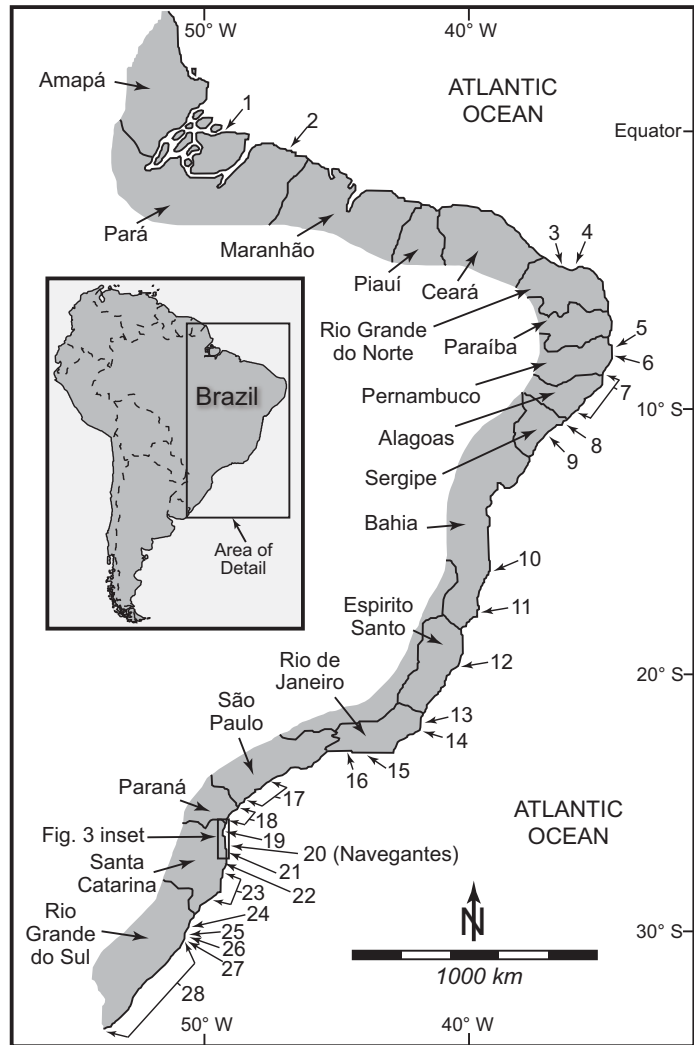 50° W
40° W
ATLANTIC
OCEAN
Amapá
1
2
Equator
Pará
Maranhão
3
4
Piauí
Ceará
Rio Grande
do Norte
Paraíba
5
6
Pernambuco
7
10° S
Alagoas
8
Sergipe
9
Brazil
Area of
Detail
Bahia
10
Espirito
Santo
11
12
Rio de
Janeiro
20° S
São
Paulo
13
14
16
15
Paraná
17
18
ATLANTIC
OCEAN
Fig. 3 inset
19
20 (Navegantes)
Santa
Catarina
21
22
23
Rio
Grande
do Sul
24
25
26
27
N
30° S
1000 km
28
50° W
40° W